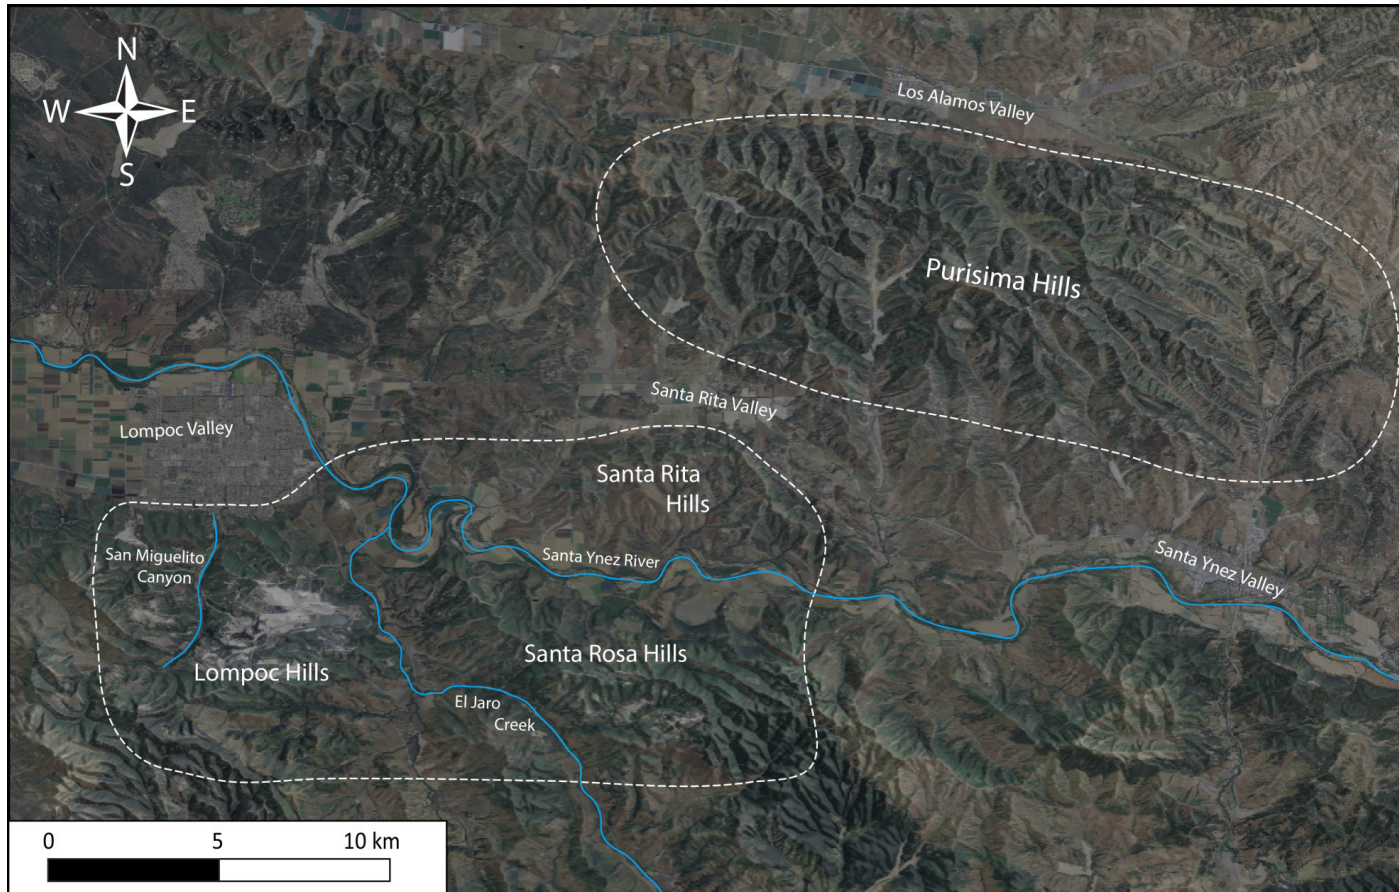 N
W E
S
Los Alamos Valley
Purisima Hills
Santa Rita Valley
Lompoc Valley
Santa Rita
Hills
San Miguelito
Canyon
Santa Ynez River
Santa Ynez Valley
Lompoc Hills
Santa Rosa Hills
El Jaro
Creek
0 5 10 km